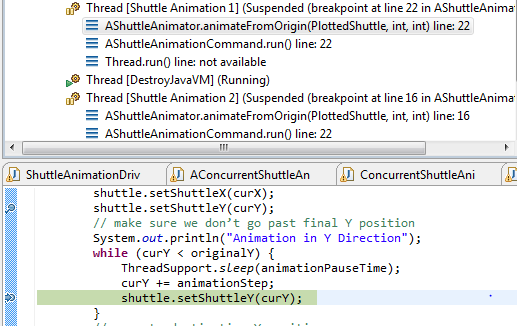 Thread [Shuttle Animation 1] (Suspended (breakpoint at line 22 in AShuttleAnima
AShuttleAnimator.animateFromOrigin(PlottedShuttle, int, int) line: 22
AShuttleAnimationCommand.run() line: 22
Thread.run() line: not available
Thread [DestroyJavaVM] (Running)
Thread [Shuttle Animation 2] (Suspended (breakpoint at line 16 in AShuttleAnimat
AShuttleAnimator.animateFromOrigin(PlottedShuttle, int, int) line: 16
AShuttleAnimationCommand.run() line: 22
ShuttleAnimationDriv AConcurrentShuttleAn ConcurrentShuttleAni
shuttle.setShuttleX(curX);
shuttle.setShuttleY(curY);
// make sure we don't go past final Y position
System.out.println("Animation in Y Direction");
while (curY < originalY) {
ThreadSupport.sleep(animationPauseTime);
curY += animationStep;
shuttle.setShuttleY(curY);
}